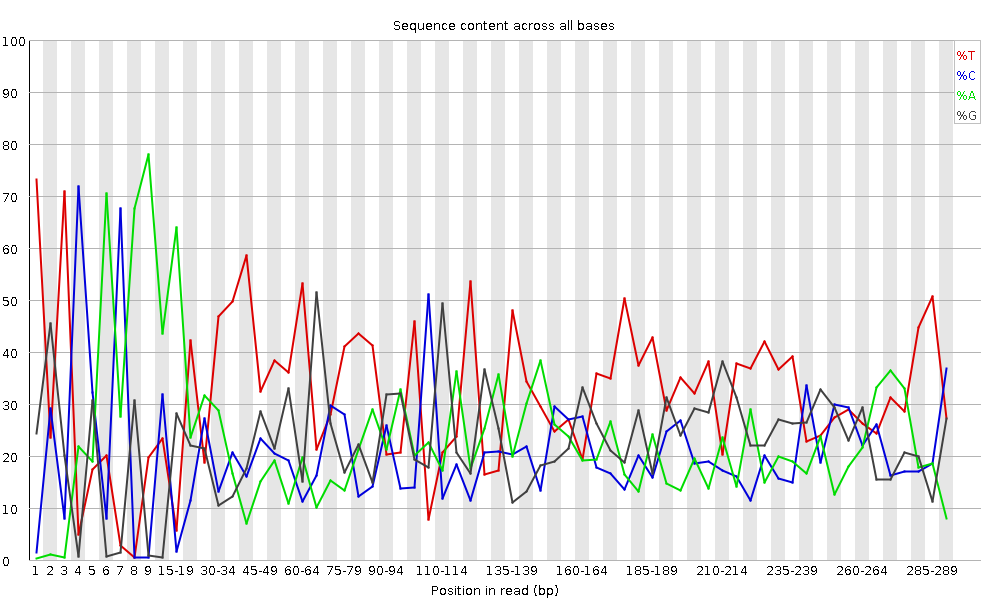 Sequence content across all bases
100
90
80
70
60
50
40
30
20
10
0
%T
%C
%A
%G
1 2 3 4 5 6 7 8 9 15-19 30-34 45-49 60-64 75-79 90-94 110-114 135-139 160-164 185-189 210-214 235-239 260-264 285-289
Position in read (bp)